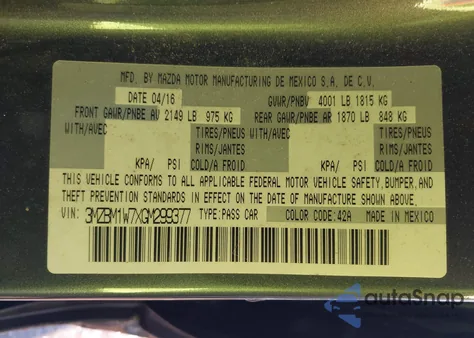 MFD. BY MAZDA MOTOR MANUFACTURING DE MEXICO S.A. DE C.V.
DATE 04/16 GVWR/PNBV 4001 LB 1815 KG
FRONT GAWR/PNBE AV 2149 LB 975 KG REAR GAWR/PNBE AR 1870 LB 848 KG
WITH/AVEC TIRES/PNEUS WITH/AVEC TIRES/PNEUS
RIMS/JANTES RIMS/JANTES
KPA/ PSI COLD/A FROID KPA/ PSI COLD/A FROID
THIS VEHICLE CONFORMS TO ALL APPLICABLE FEDERAL MOTOR VEHICLE SAFETY, BUMPER, AND
THEFT PREVENTION STANDARDS IN EFFECT ON THE DATE OF MANUFACTURE SHOWN ABOVE.
VIN: 3MZBM1W7XGM299377 TYPE: PASS CAR COLOR CODE: 42A MADE IN MEXICO
autoSnap